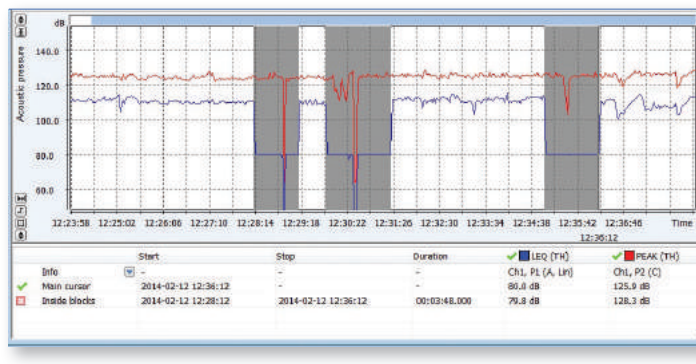 dB
Acoustic pressure
140.0
120.0
100.0
80.0
60.0
12:23:58 12:25:02 12:26:06 12:27:10 12:28:14 12:29:18 12:30:22 12:31:26 12:32:30 12:33:34 12:34:38 12:35:42 12:36:46 Time
12:36:12
Start Stop Duration LEQ (TH) PEAK (TH)
Info - - - Ch1, P1 (A, Lin) Ch1, P2 (C)
Main cursor 2014-02-12 12:36:12 - - 80.0 dB 125.9 dB
Inside blocks 2014-02-12 12:28:12 2014-02-12 12:36:12 00:03:48.000 79.8 dB 128.3 dB